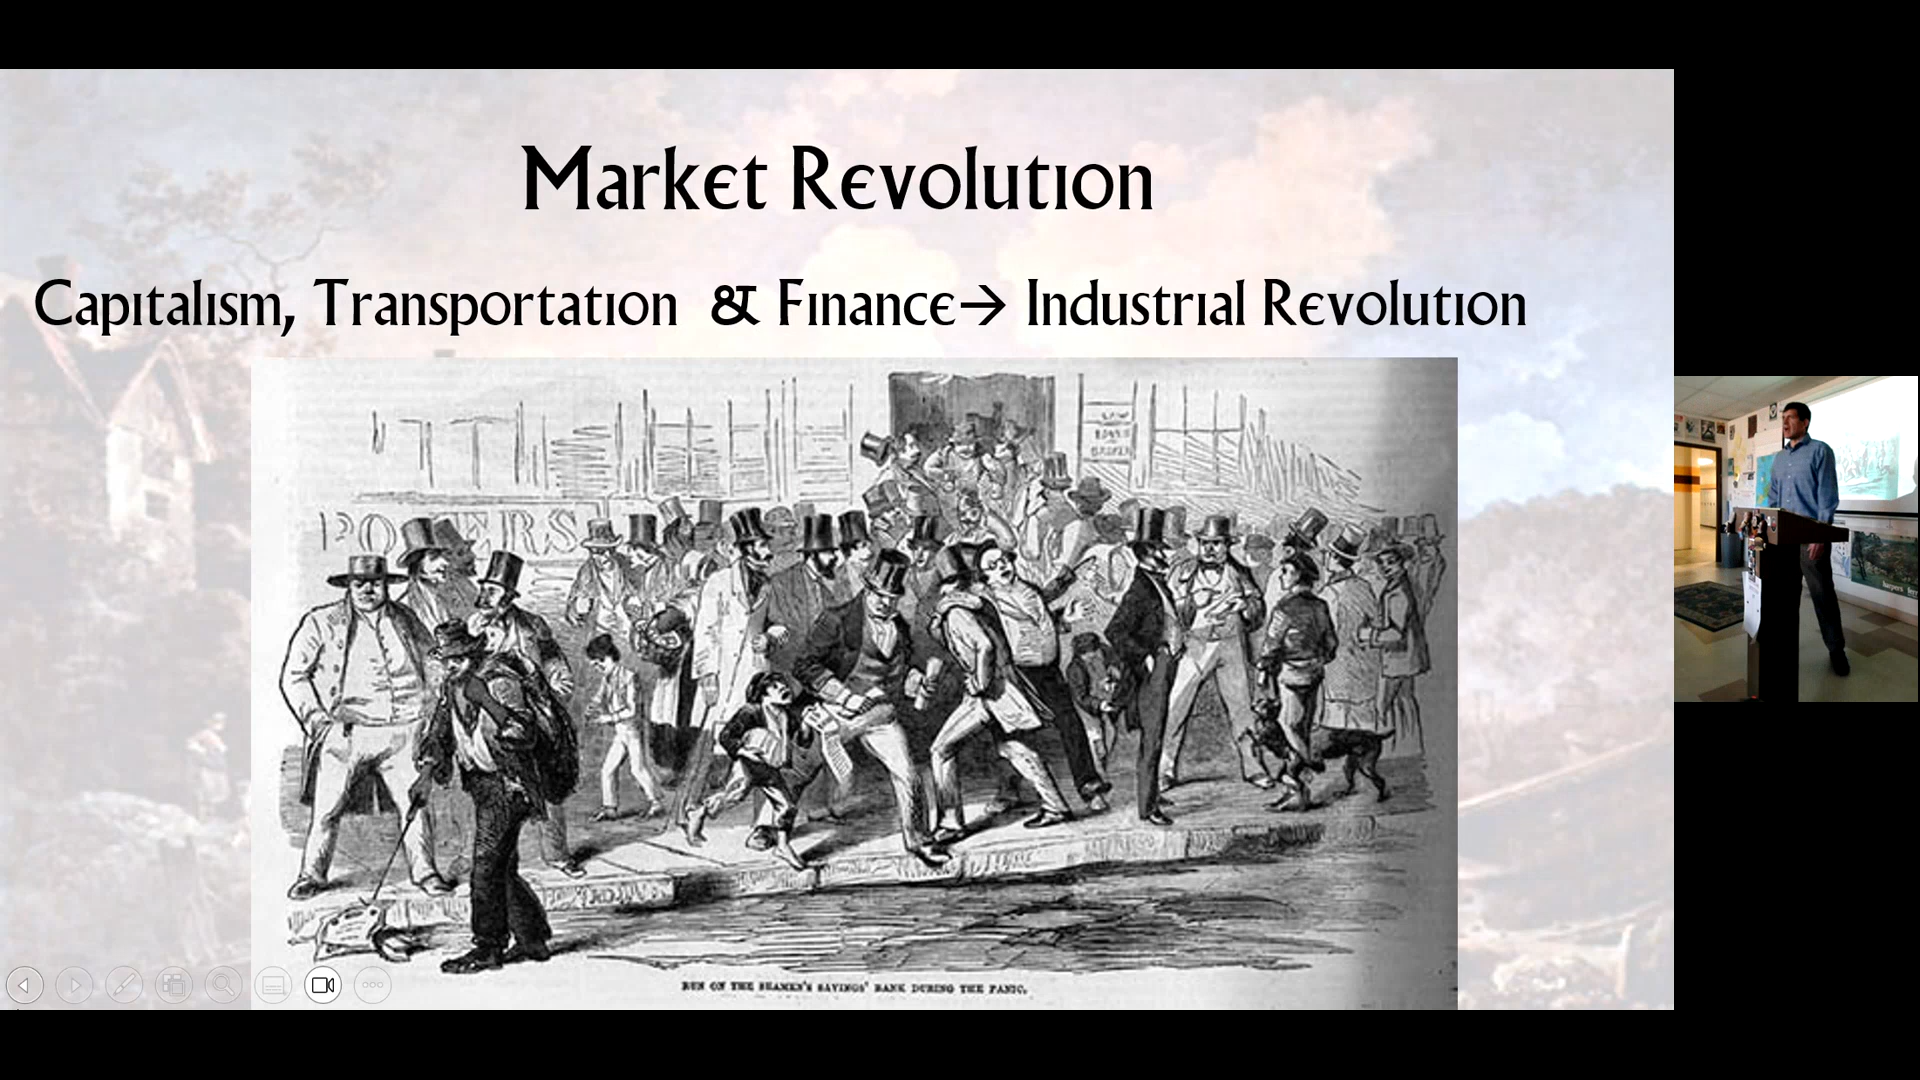 Market Revolution
Capitalism, Transportation & Finance→ Industrial Revolution
RUN ON THE SEAMEN'S SAVINGS' BANK DURING THE PANIC.